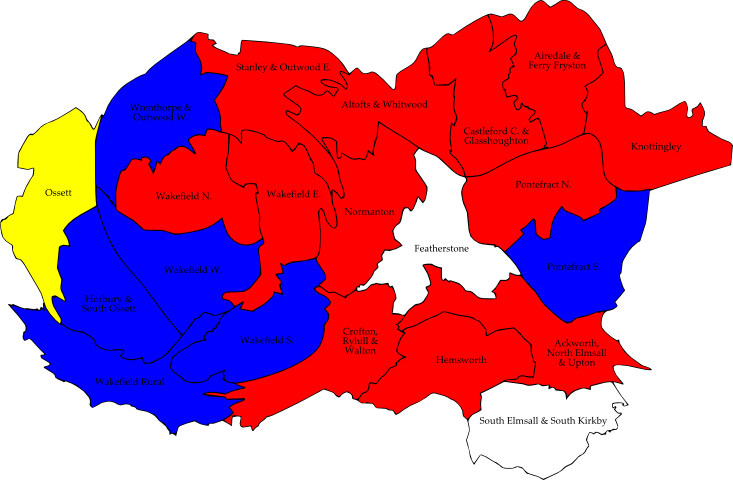 Stanley & Outwood E.
Airedale &
Ferry Fryston
Wrenthorpe &
Outwood W.
Altofts & Whitwood
Castleford C. &
Glasshoughton
Knottingley
Ossett
Wakefield N.
Wakefield E.
Pontefract N.
Normanton
Featherstone
Wakefield W.
Pontefract S.
Horbury &
South Ossett
Wakefield S.
Crofton,
Ryhill &
Walton
Hemsworth
Ackworth,
North Elmsall
& Upton
Wakefield Rural
South Elmsall & South Kirkby